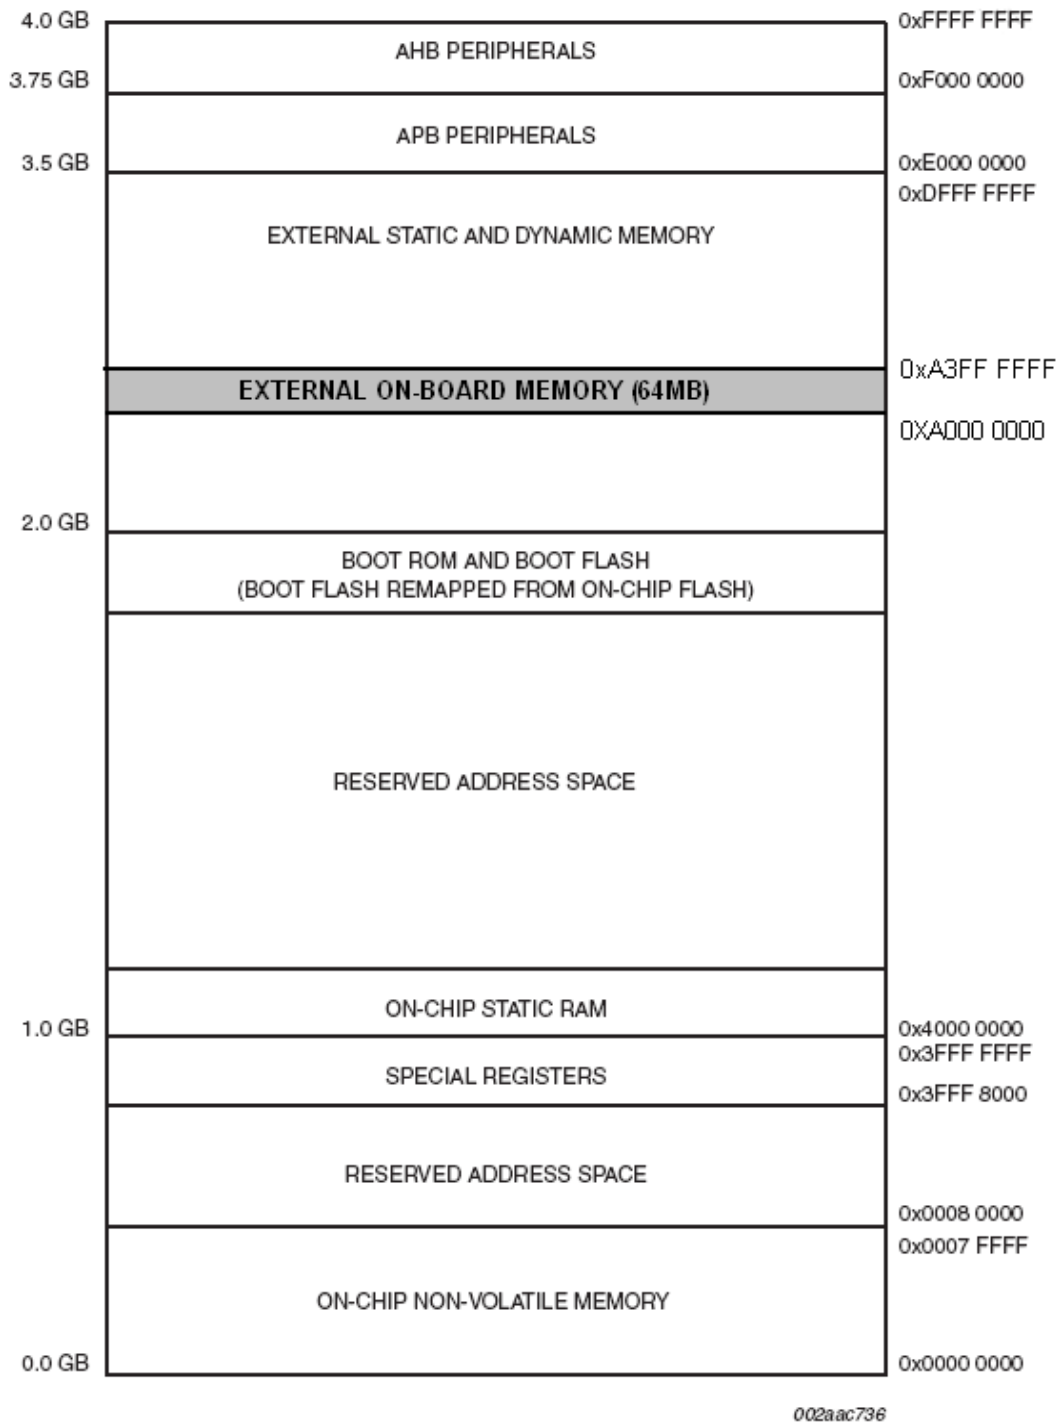 4.0 GB 0xFFFF FFFF
AHB PERIPHERALS
3.75 GB 0xF000 0000
APB PERIPHERALS
3.5 GB 0xE000 0000
0xDFFF FFFF
EXTERNAL STATIC AND DYNAMIC MEMORY
0xA3FF FFFF
EXTERNAL ON-BOARD MEMORY (64MB)
0XA000 0000
2.0 GB
BOOT ROM AND BOOT FLASH
(BOOT FLASH REMAPPED FROM ON-CHIP FLASH)
RESERVED ADDRESS SPACE
ON-CHIP STATIC RAM
1.0 GB 0x4000 0000
0x3FFF FFFF
SPECIAL REGISTERS
0x3FFF 8000
RESERVED ADDRESS SPACE
0x0008 0000
0x0007 FFFF
ON-CHIP NON-VOLATILE MEMORY
0.0 GB 0x0000 0000
002aac736